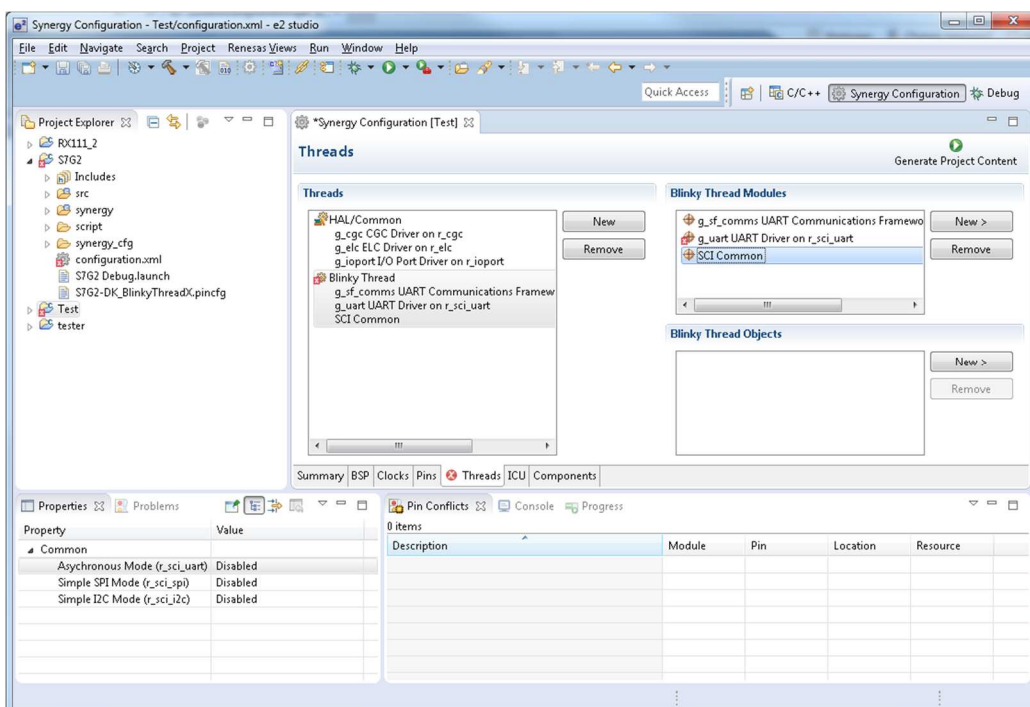 Synergy Configuration - Test/configuration.xml - e2 studio
File Edit Navigate Search Project Renesas Views Run Window Help
Quick Access C/C++ Synergy Configuration Debug
Project Explorer
RX111_2
S7G2
Includes
src
synergy
script
synergy_cfg
configuration.xml
S7G2 Debug.launch
S7G2-DK_BlinkyThreadX.pincfg
Test
tester
*Synergy Configuration [Test]
Threads
Generate Project Content
Threads
HAL/Common
g_cgc CGC Driver on r_cgc
g_elc ELC Driver on r_elc
g_ioport I/O Port Driver on r_ioport
Blinky Thread
g_sf_comms UART Communications Framew
g_uart UART Driver on r_sci_uart
SCI Common
New
Remove
Blinky Thread Modules
g_sf_comms UART Communications Framewo
g_uart UART Driver on r_sci_uart
SCI Common
New >
Remove
Blinky Thread Objects
New >
Remove
Summary BSP Clocks Pins Threads ICU Components
Properties Problems
Property Value
Common
Asychronous Mode (r_sci_uart) Disabled
Simple SPI Mode (r_sci_spi) Disabled
Simple I2C Mode (r_sci_i2c) Disabled
Pin Conflicts Console Progress
0 items
Description Module Pin Location Resource